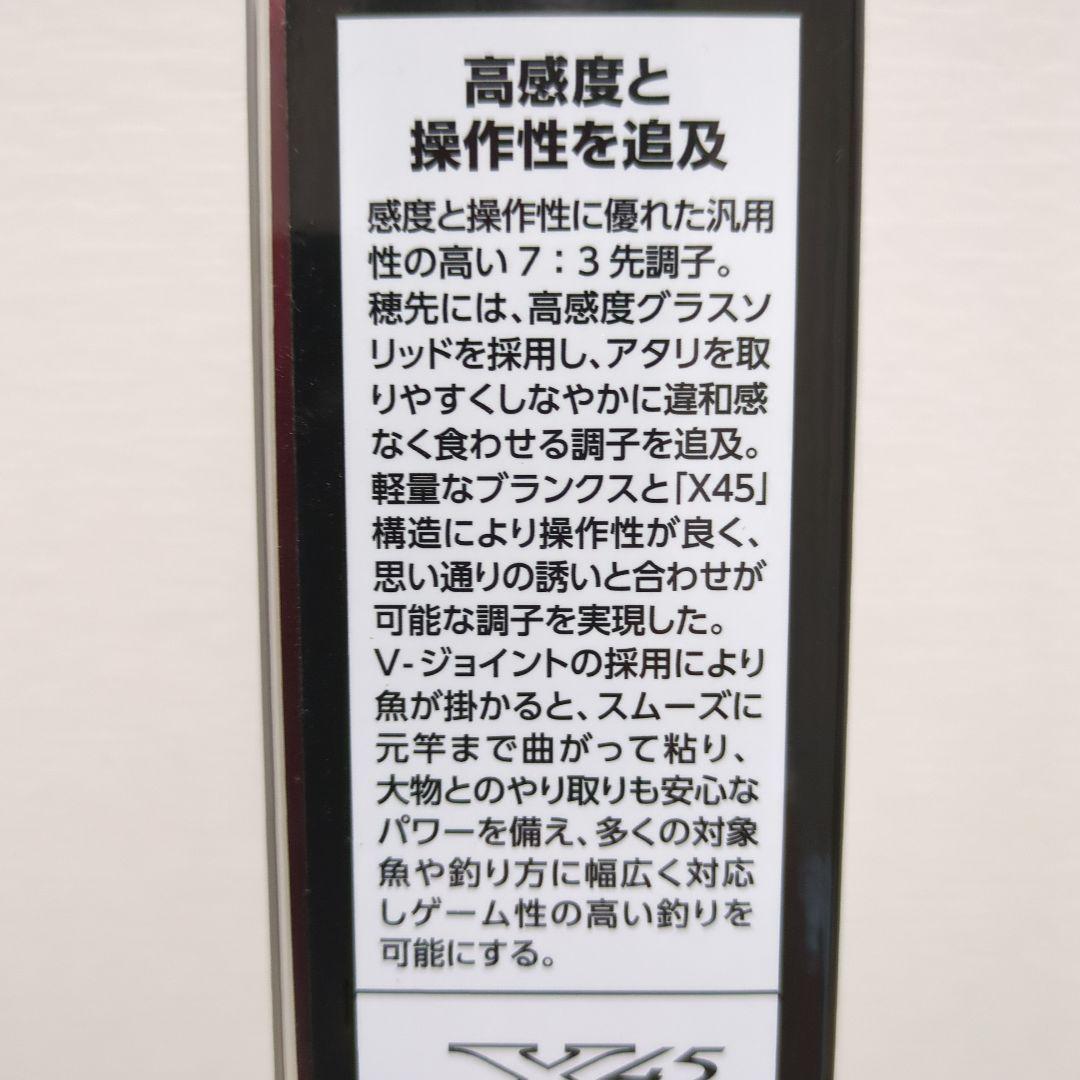 高感度と
操作性を追及
感度と操作性に優れた汎用
性の高い7：3先調子。
穂先には、高感度グラスソ
リッドを採用し、アタリを取
りやすくしなやかに違和感
なく食わせる調子を追及。
軽量なブランクスと「X45」
構造により操作性が良く、
思い通りの誘いと合わせが
可能な調子を実現した。
V-ジョイントの採用により
魚が掛かると、スムーズに
元竿まで曲がって粘り、
大物とのやり取りも安心な
パワーを備え、多くの対象
魚や釣り方に幅広く対応
しゲーム性の高い釣りを
可能にする。
X45